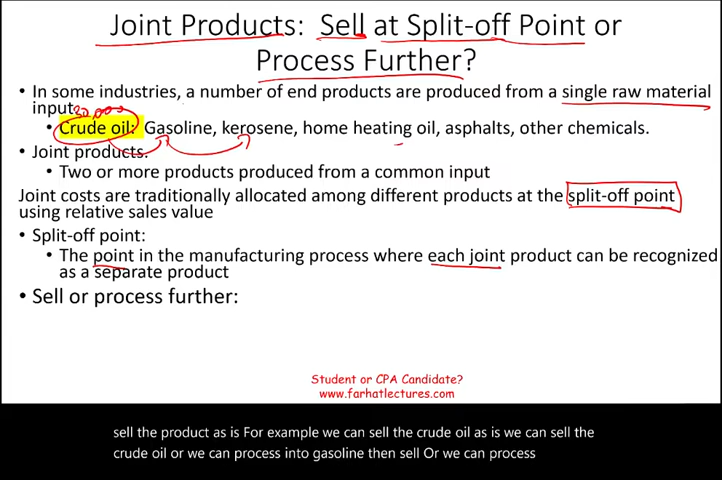 Joint Products: Sell at Split-off Point or
Process Further?
• In some industries, a number of end products are produced from a single raw material
input.
30,000
• Crude oil: Gasoline, kerosene, home heating oil, asphalts, other chemicals.
• Joint products:
• Two or more products produced from a common input
Joint costs are traditionally allocated among different products at the split-off point
using relative sales value
• Split-off point:
• The point in the manufacturing process where each joint product can be recognized
as a separate product
• Sell or process further:
Student or CPA Candidate?
www.farhatlectures.com
sell the product as is For example we can sell the crude oil as is we can sell the
crude oil or we can process into gasoline then sell Or we can process